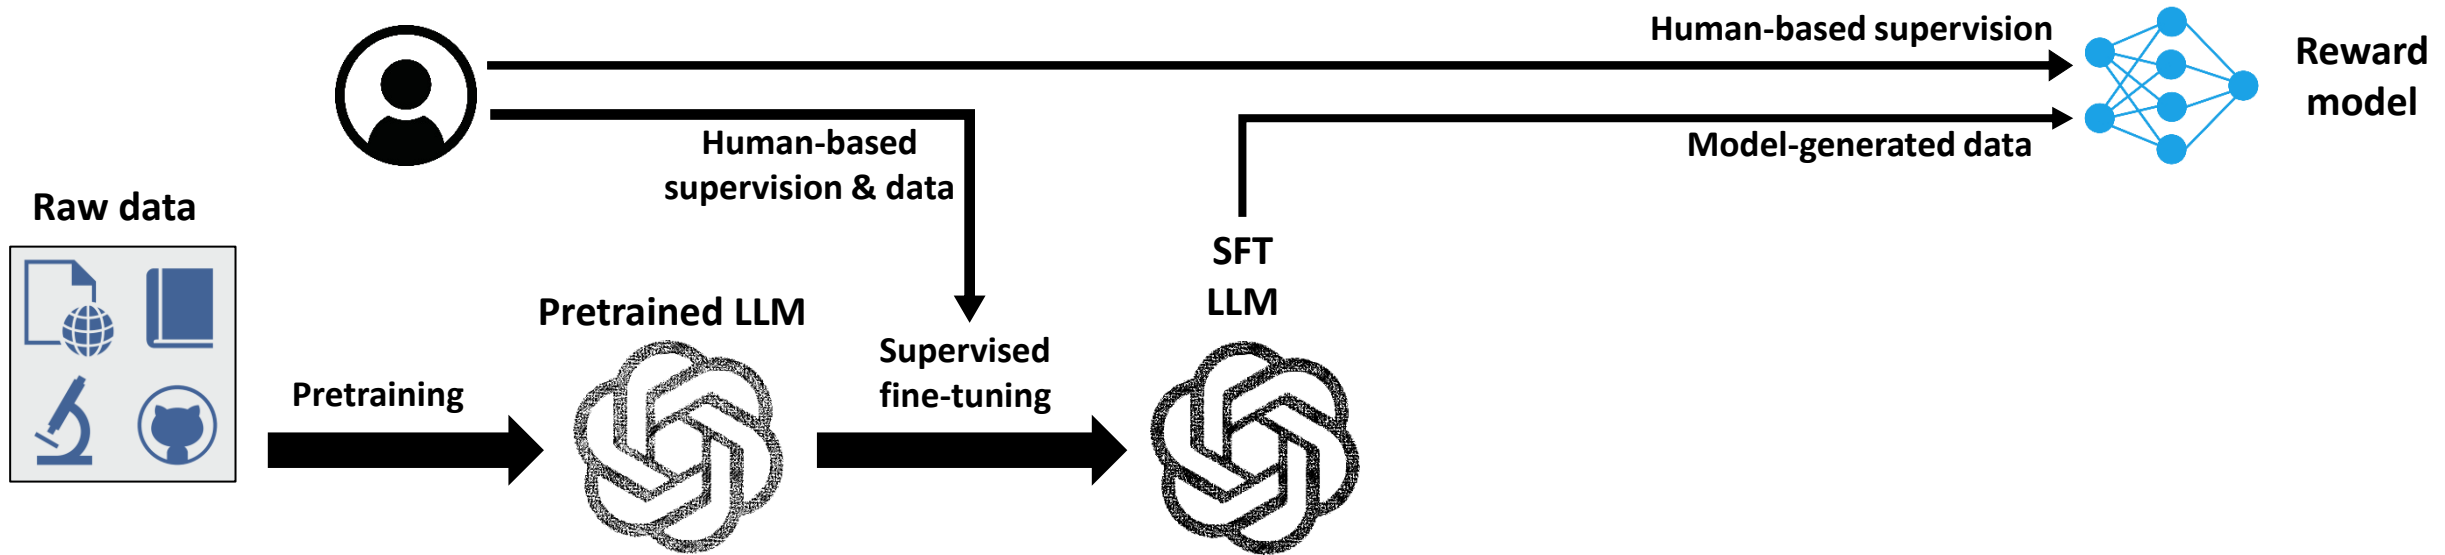 Human-based supervision
Reward
model
Human-based
supervision & data
Model-generated data
Raw data
SFT
LLM
Pretrained LLM
Supervised
fine-tuning
Pretraining